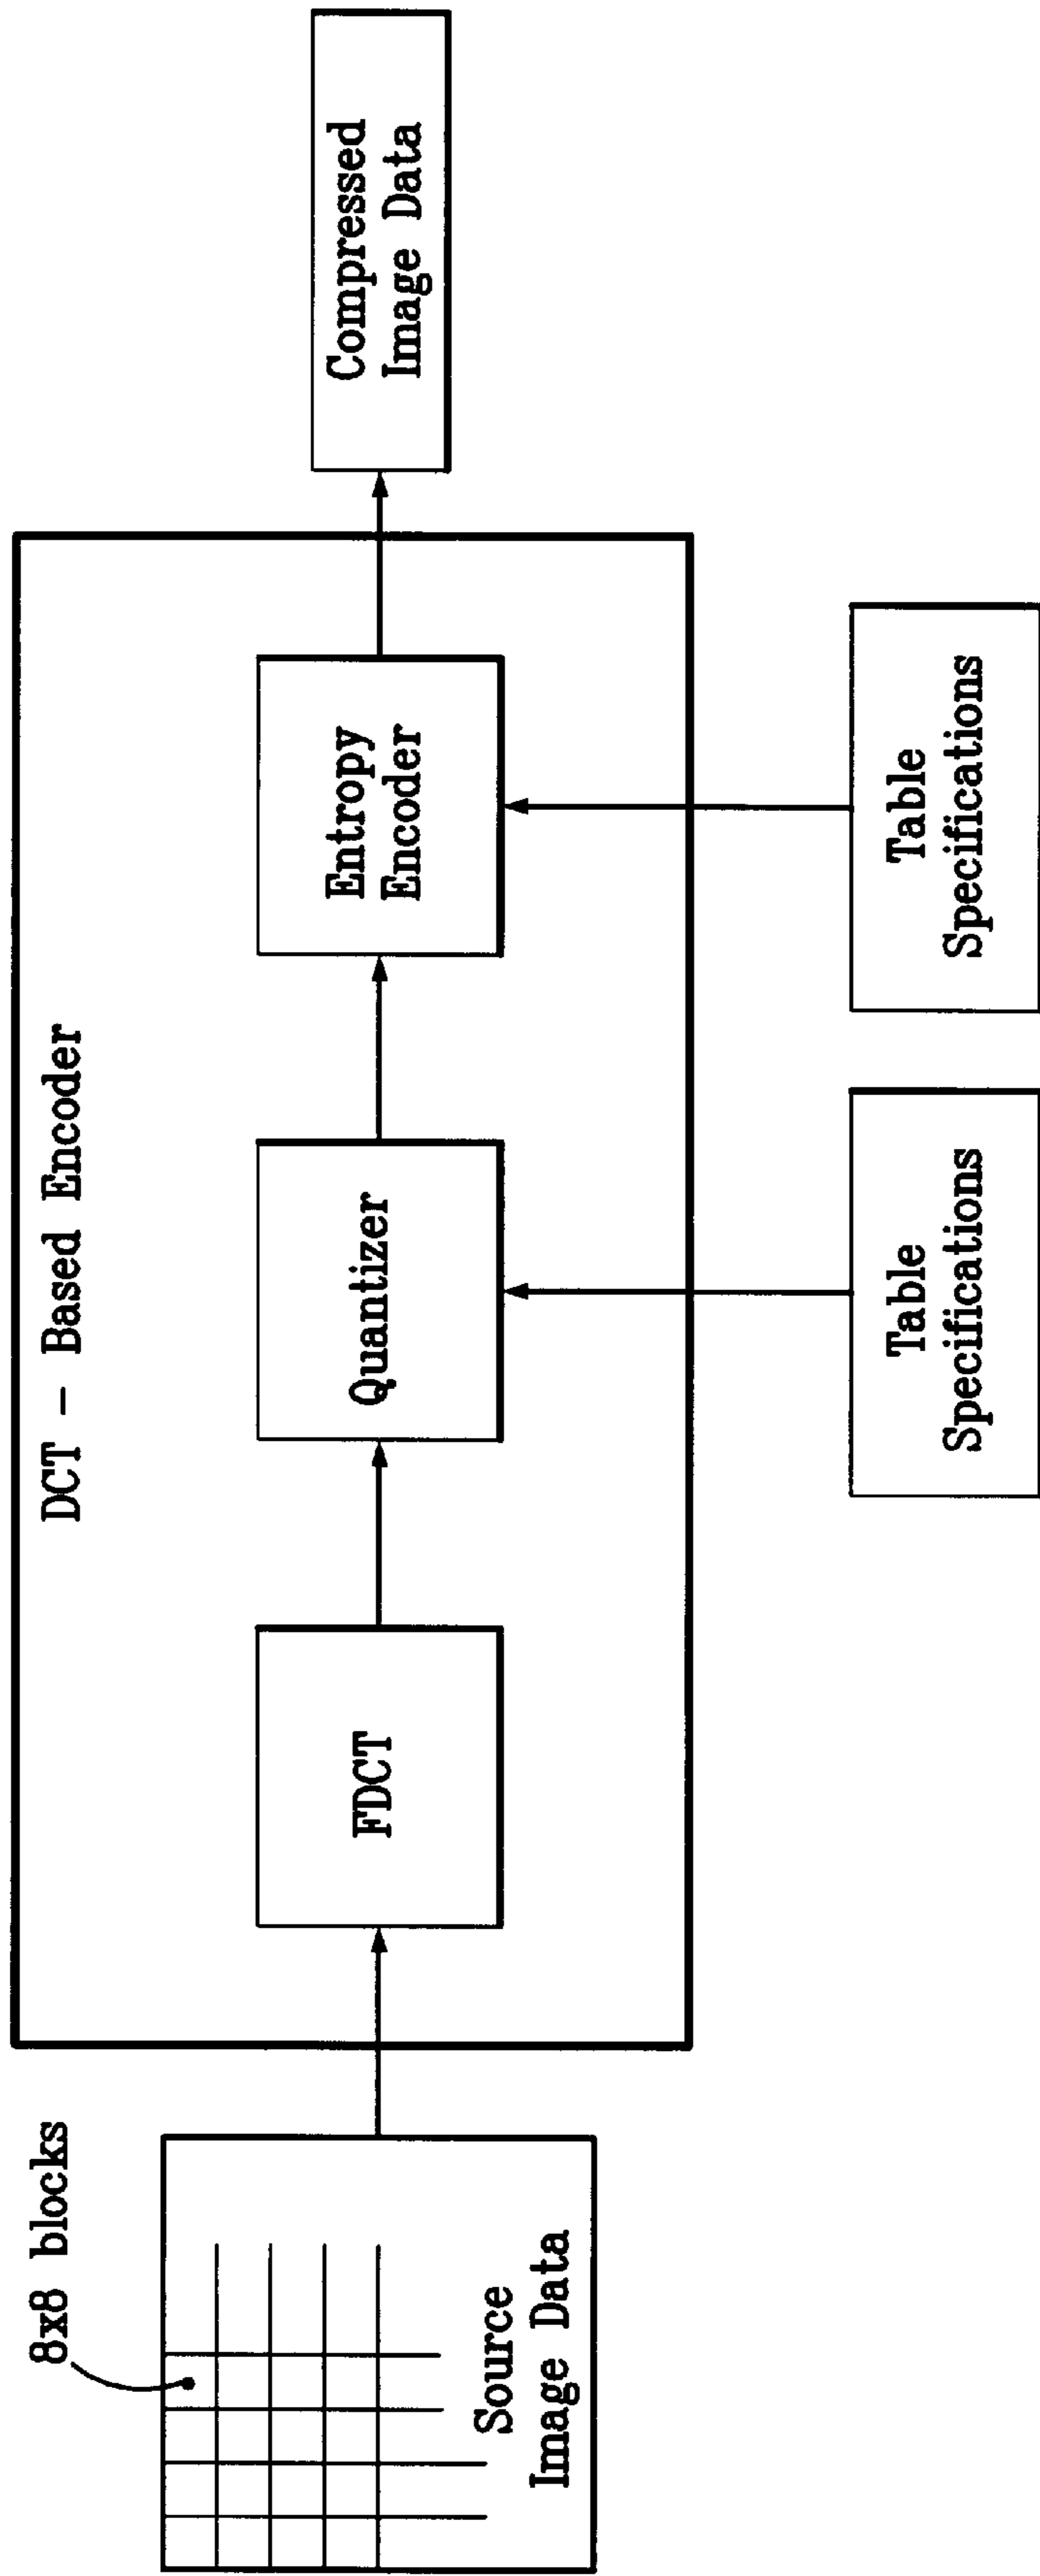 DCT – Based Encoder
8x8 blocks
Source
Image Data
FDCT
Quantizer
Entropy
Encoder
Compressed
Image Data
Table
Specifications
Table
Specifications